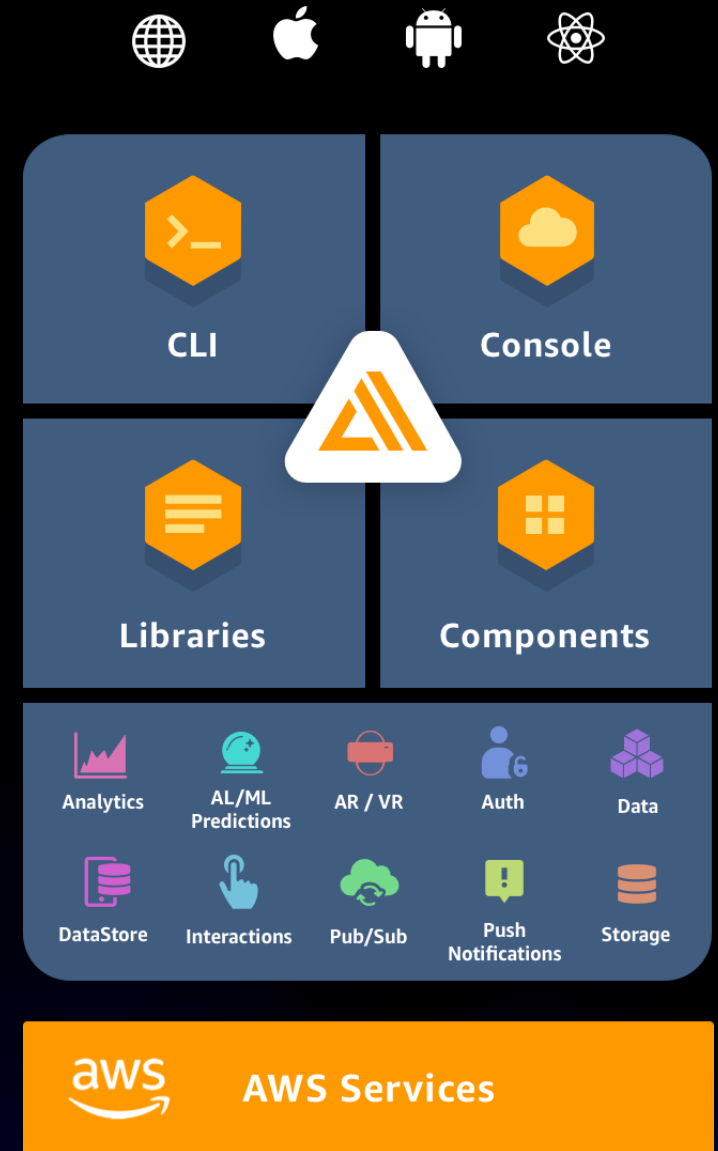 CLI
Console
Libraries
Components
Analytics
AL/ML
Predictions
AR / VR
Auth
Data
DataStore
Interactions
Pub/Sub
Push
Notifications
Storage
aws
AWS Services